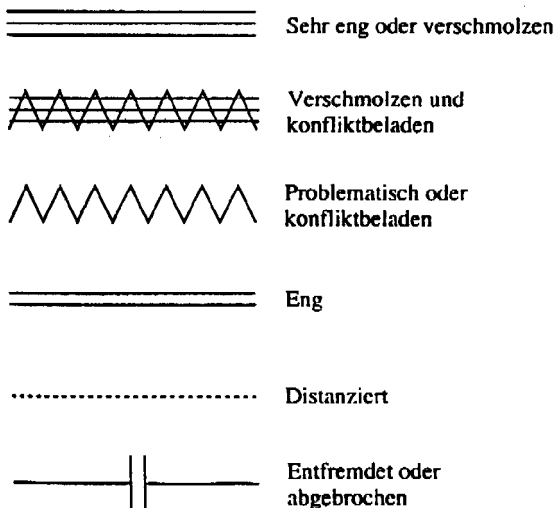 Sehr eng oder verschmolzen
Verschmolzen und
konfliktbeladen
Problematisch oder
konfliktbeladen
Eng
Distanziert
Entfremdet oder
abgebrochen